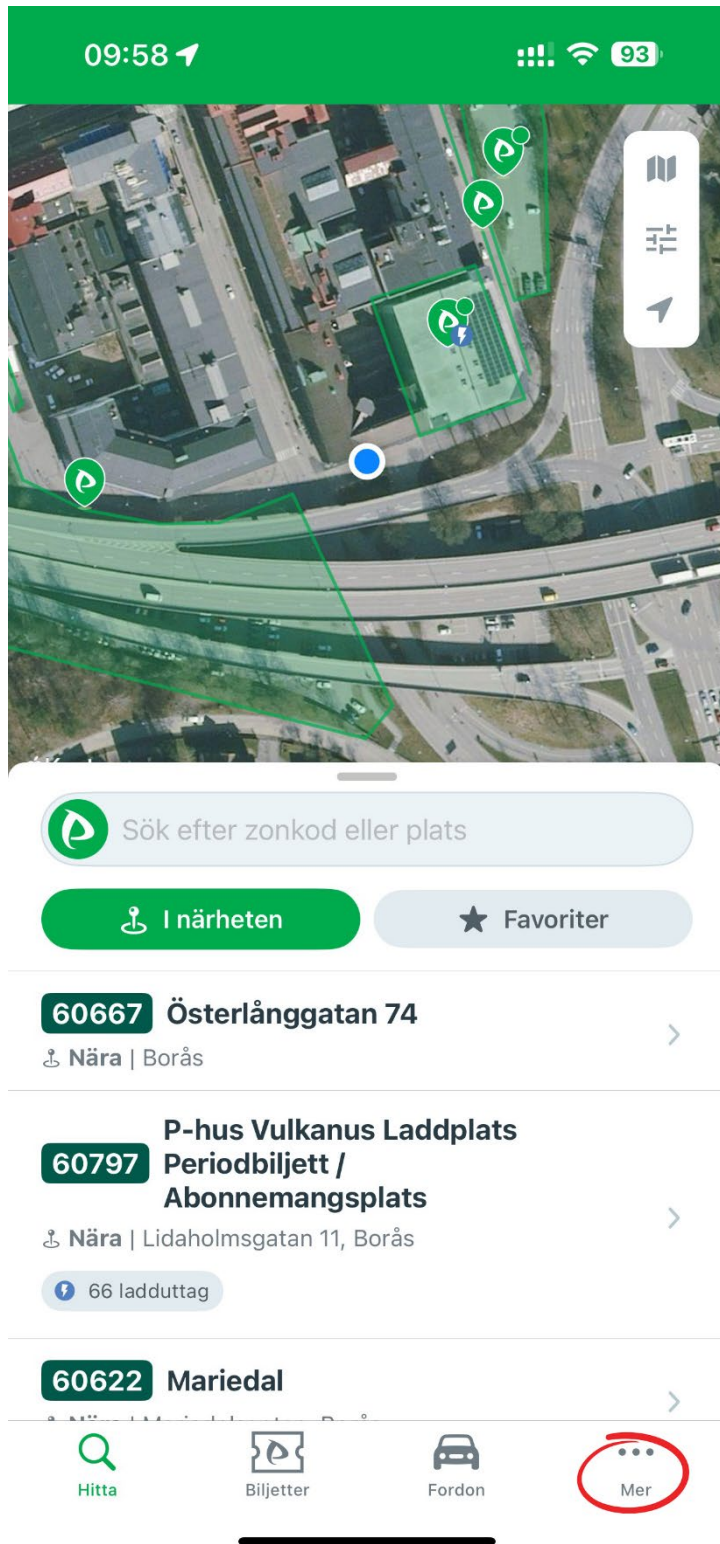 09:58
93
Sök efter zonkod eller plats
I närheten
Favoriter
60667 Österlånggatan 74
Nära | Borås
60797 P-hus Vulkanus Laddplats
Periodbiljett /
Abonnemangsplats
Nära | Lidaholmsgatan 11, Borås
66 ladduttag
60622 Mariedal
Hitta
Biljetter
Fordon
Mer